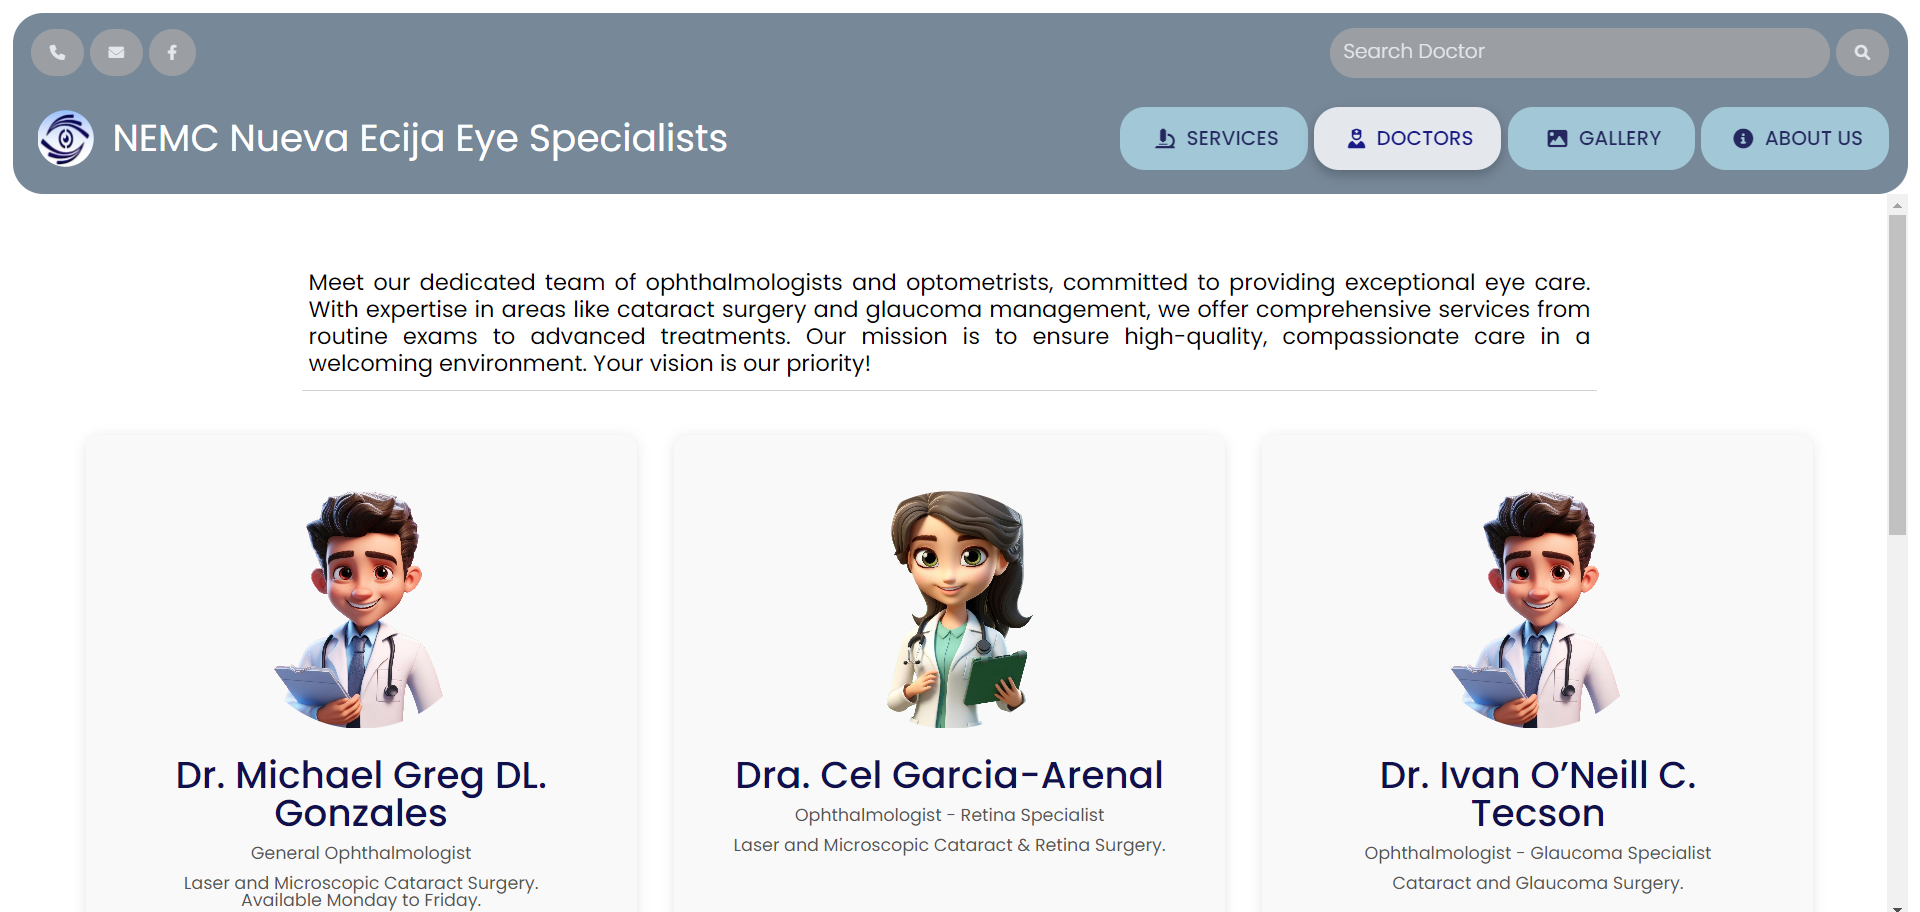 Search Doctor
NEMC Nueva Ecija Eye Specialists
SERVICES
DOCTORS
GALLERY
ABOUT US
Meet our dedicated team of ophthalmologists and optometrists, committed to providing exceptional eye care.
With expertise in areas like cataract surgery and glaucoma management, we offer comprehensive services from
routine exams to advanced treatments. Our mission is to ensure high-quality, compassionate care in a
welcoming environment. Your vision is our priority!
Dr. Michael Greg DL.
Gonzales
General Ophthalmologist
Laser and Microscopic Cataract Surgery.
Available Monday to Friday.
Dra. Cel Garcia-Arenal
Ophthalmologist - Retina Specialist
Laser and Microscopic Cataract & Retina Surgery.
Dr. Ivan O’Neill C.
Tecson
Ophthalmologist - Glaucoma Specialist
Cataract and Glaucoma Surgery.